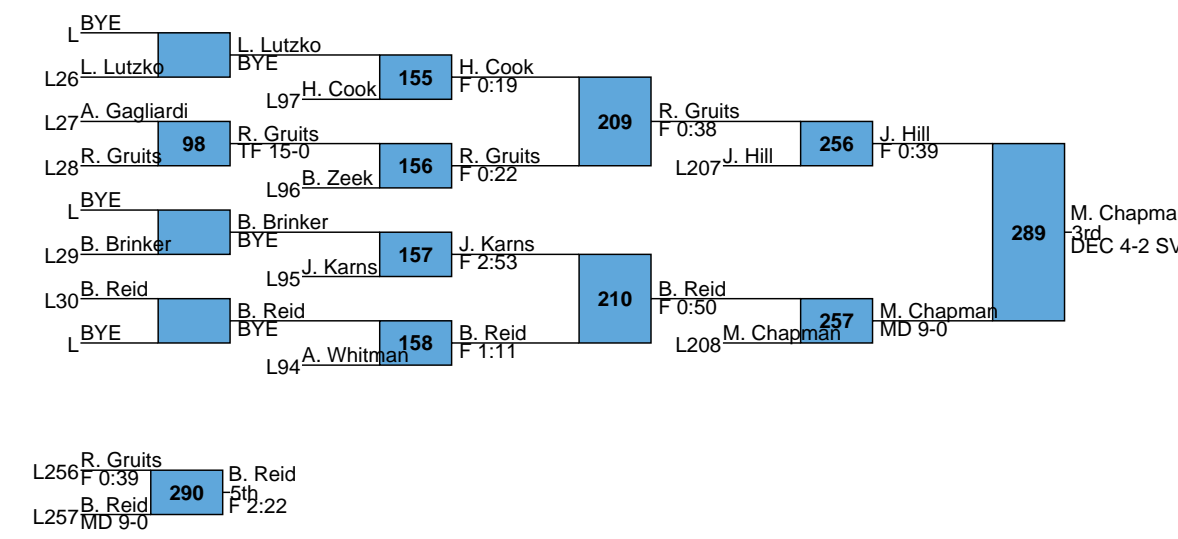 BYE
L
L. Lutzko
L26
L. Lutzko
BYE
H. Cook
L97
155
H. Cook
F 0:19
A. Gagliardi
L27
98
R. Gruits
L28
R. Gruits
TF 15-0
B. Zeek
L96
156
R. Gruits
F 0:22
209
R. Gruits
F 0:38
J. Hill
L207
256
J. Hill
F 0:39
BYE
L
B. Brinker
L29
B. Brinker
BYE
J. Karns
L95
157
J. Karns
F 2:53
B. Reid
L30
BYE
L
B. Reid
BYE
A. Whitman
L94
158
B. Reid
F 1:11
210
B. Reid
F 0:50
M. Chapman
L208
257
M. Chapman
MD 9-0
289
M. Chapma
3rd
DEC 4-2 SV
R. Gruits
L256
F 0:39
290
B. Reid
L257
MD 9-0
B. Reid
5th
F 2:22